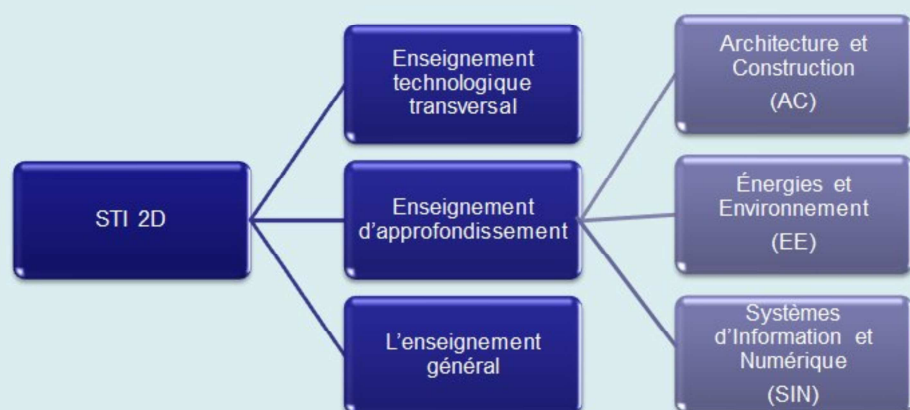 STI 2D
Enseignement
technologique
transversal
Enseignement
d'approfondissement
L'enseignement
général
Architecture et
Construction
(AC)
Énergies et
Environnement
(EE)
Systèmes
d'Information et
Numérique
(SIN)